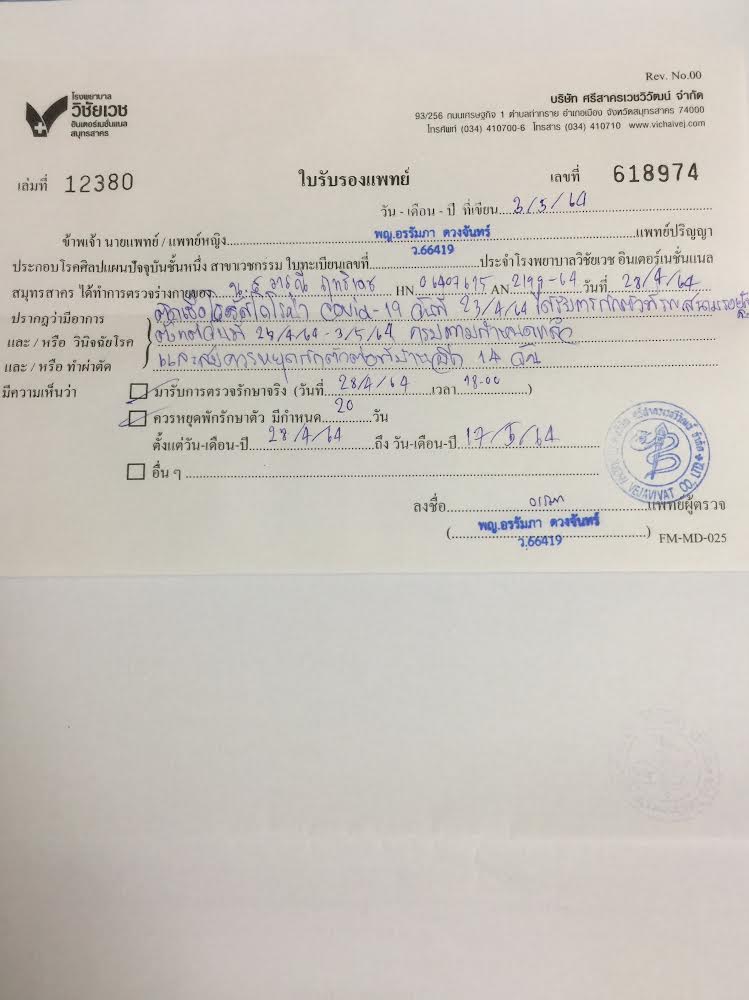 Rev. No.00
โรงพยาบาล
วิชัยเวช
อินเตอร์เนชั่นแนล
สมุทรสาคร
บริษัท ศรีสาครเวชวิวัฒน์ จำกัด
93/256 ถนนเศรษฐกิจ 1 ตำบลท่าทราย อำเภอเมือง จังหวัดสมุทรสาคร 74000
โทรศัพท์ (034) 410700-6 โทรสาร (034) 410710 www.vichaivej.com
เล่มที่ 12380 ใบรับรองแพทย์ เลขที่ 618974
วัน - เดือน - ปี ที่เขียน 3/5/64
ข้าพเจ้า นายแพทย์ / แพทย์หญิง พญ.อรรัมภา ดวงจันทร์ แพทย์ปริญญา
ว.66419
ประกอบโรคศิลปแผนปัจจุบันชั้นหนึ่ง สาขาเวชกรรม ใบทะเบียนเลขที่ ประจำโรงพยาบาลวิชัยเวช อินเตอร์เนชั่นแนล
สมุทรสาคร ได้ทำการตรวจร่างกายของ HN. AN 2199-64 วันที่ 28/4/64
ปรากฏว่ามีอาการ ติดเชื้อไวรัสโคโรน่า Covid-19 วันที่ 23/4/64 ได้รับการกักตัวที่รพ.สนาม
และ / หรือ วินิจฉัยโรค ตั้งแต่วันที่ /4/64-3/5/64 ครบตามกำหนดแล้ว
และ / หรือ ทำผ่าตัด และ ควรหยุดกักตัวต่อที่บ้านอีก 14 วัน
มีความเห็นว่า มารับการตรวจรักษาจริง (วันที่ 28/4/64 เวลา 18.00 )
ควรหยุดพักรักษาตัว มีกำหนด 20 วัน
ตั้งแต่วัน-เดือน-ปี 28/4/64 ถึง วัน-เดือน-ปี 17/5/64
อื่น ๆ
ลงชื่อ แพทย์ผู้ตรวจ
( พญ.อรรัมภา ดวงจันทร์ ) FM-MD-025
ว.66419